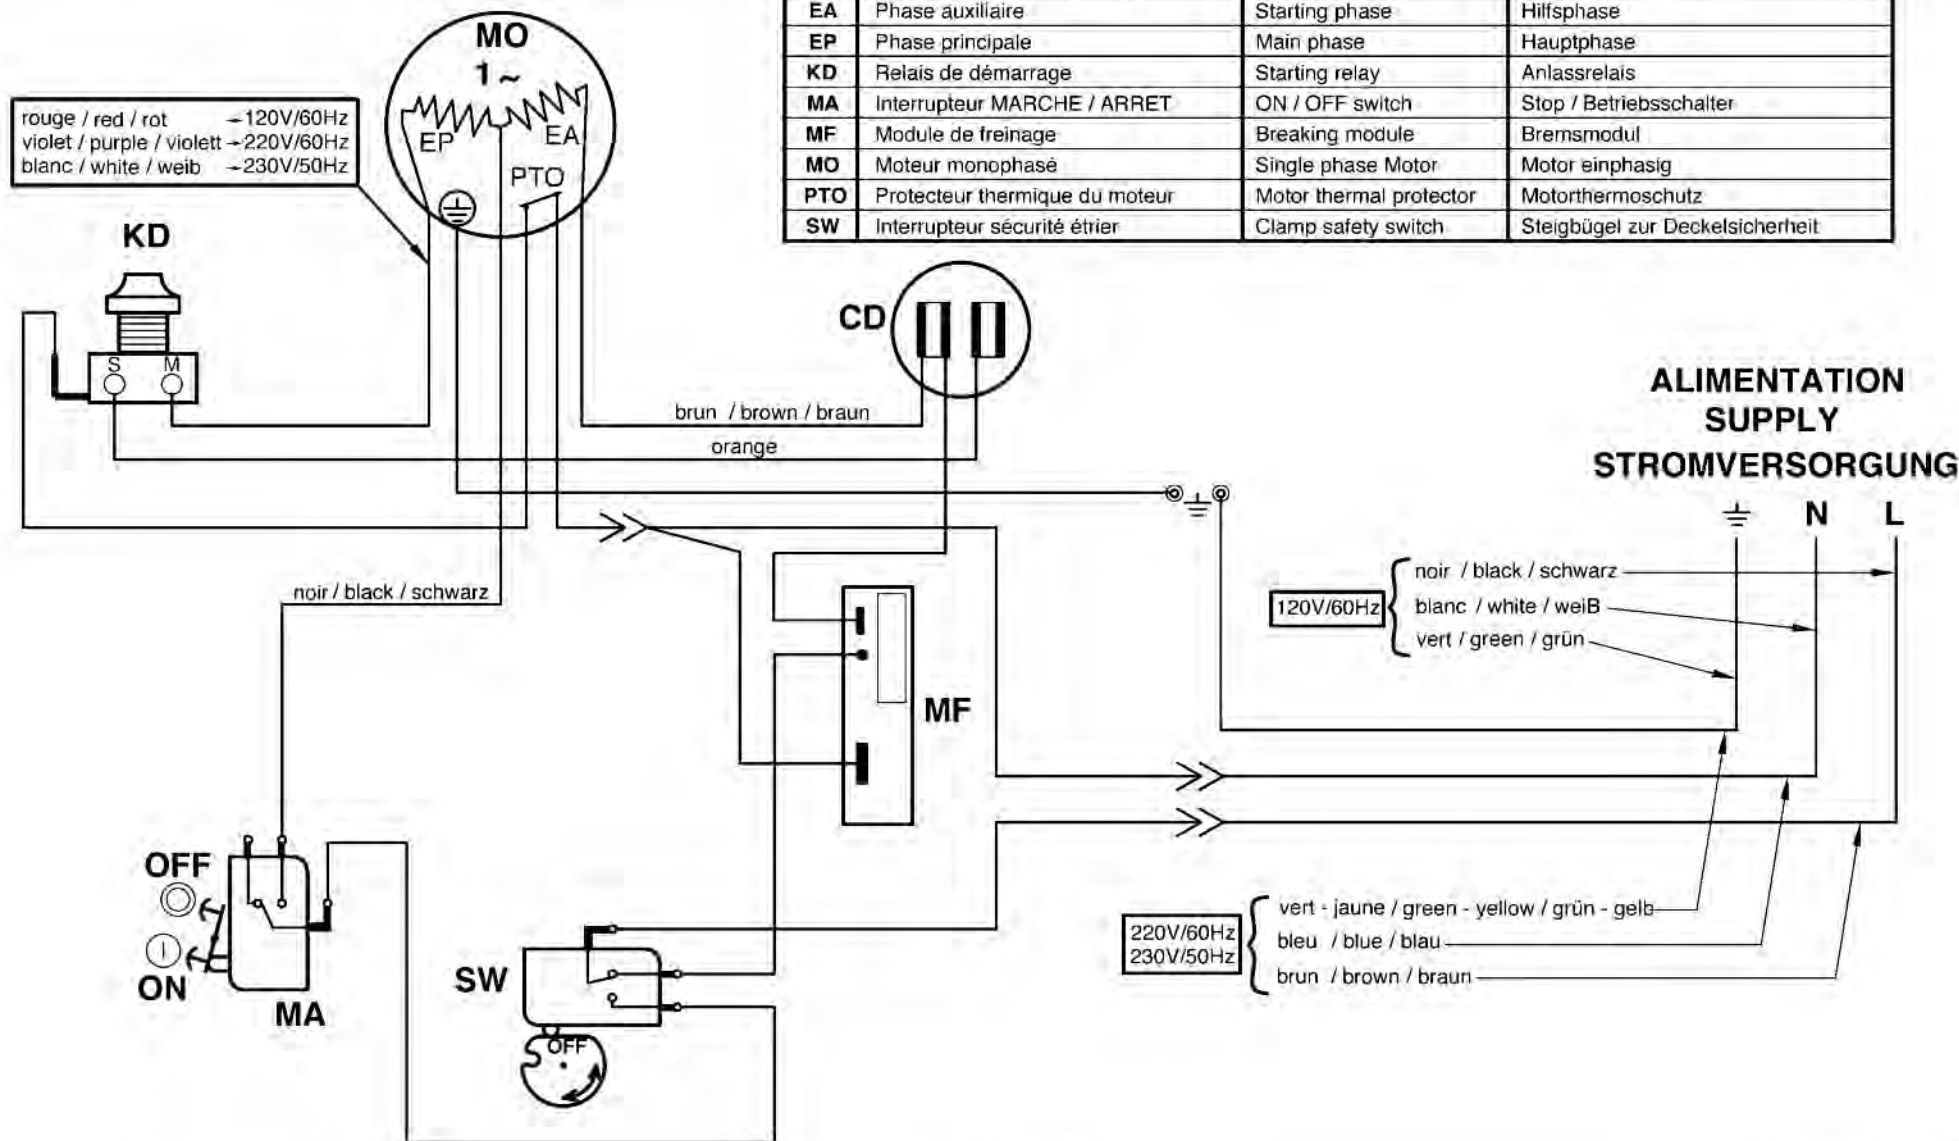 EA Phase auxiliaire Starting phase Hilfsphase
EP Phase principale Main phase Hauptphase
KD Relais de démarrage Starting relay Anlassrelais
MA Interrupteur MARCHE / ARRET ON / OFF switch Stop / Betriebsschalter
MF Module de freinage Breaking module Bremsmodul
MO Moteur monophasé Single phase Motor Motor einphasig
PTO Protecteur thermique du moteur Motor thermal protector Motorthermoschutz
SW Interrupteur sécurité étrier Clamp safety switch Steigbügel zur Deckelsicherheit
MO
1 ~
EP
EA
PTO
rouge / red / rot 120V/60Hz
violet / purple / violett 220V/60Hz
blanc / white / weib 230V/50Hz
KD
S M
CD
brun / brown / braun
orange
ALIMENTATION
SUPPLY
STROMVERSORGUNG
N L
noir / black / schwarz
120V/60Hz
noir / black / schwarz
blanc / white / weiB
vert / green / grün
MF
OFF
ON
MA
SW
OFF
220V/60Hz
230V/50Hz
vert - jaune / green - yellow / grün - gelb
bleu / blue / blau
brun / brown / braun